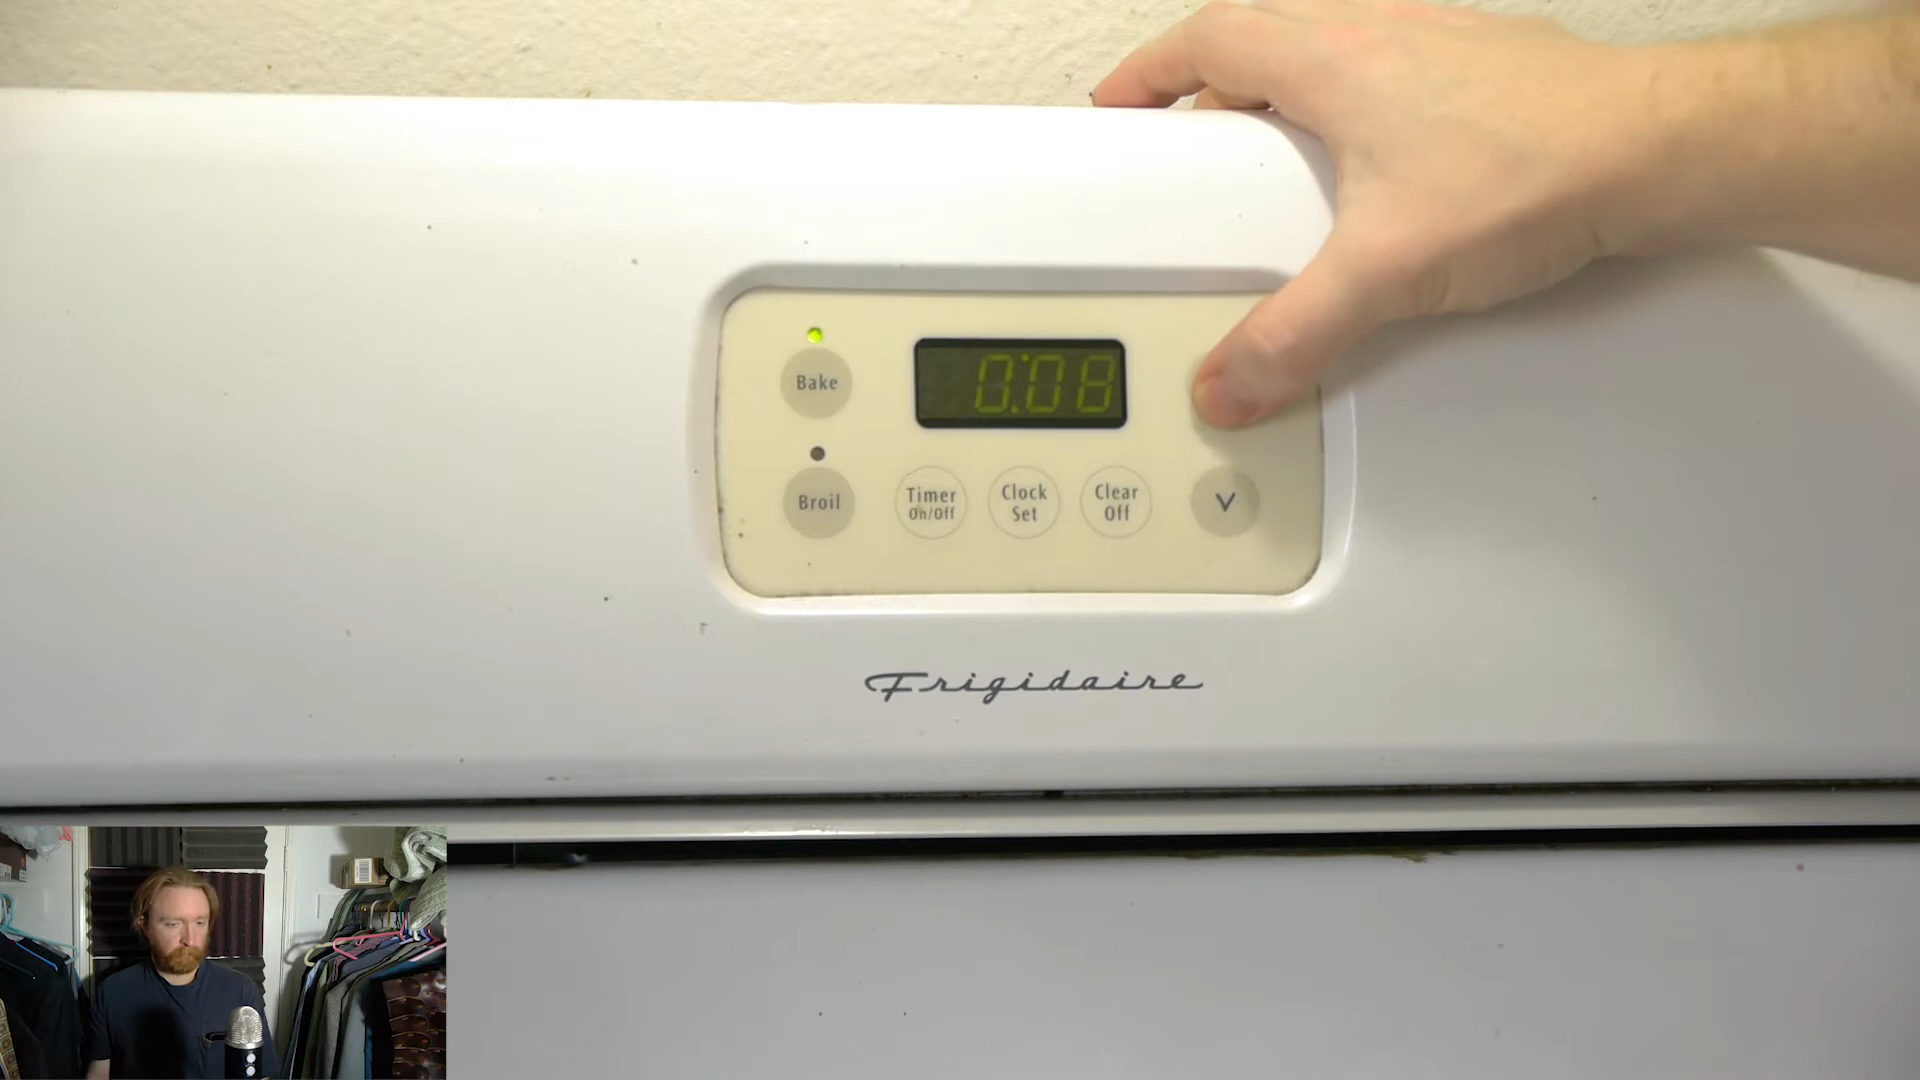 Bake
0:08
Broil
Timer
On/Off
Clock
Set
Clear
Off
Frigidaire